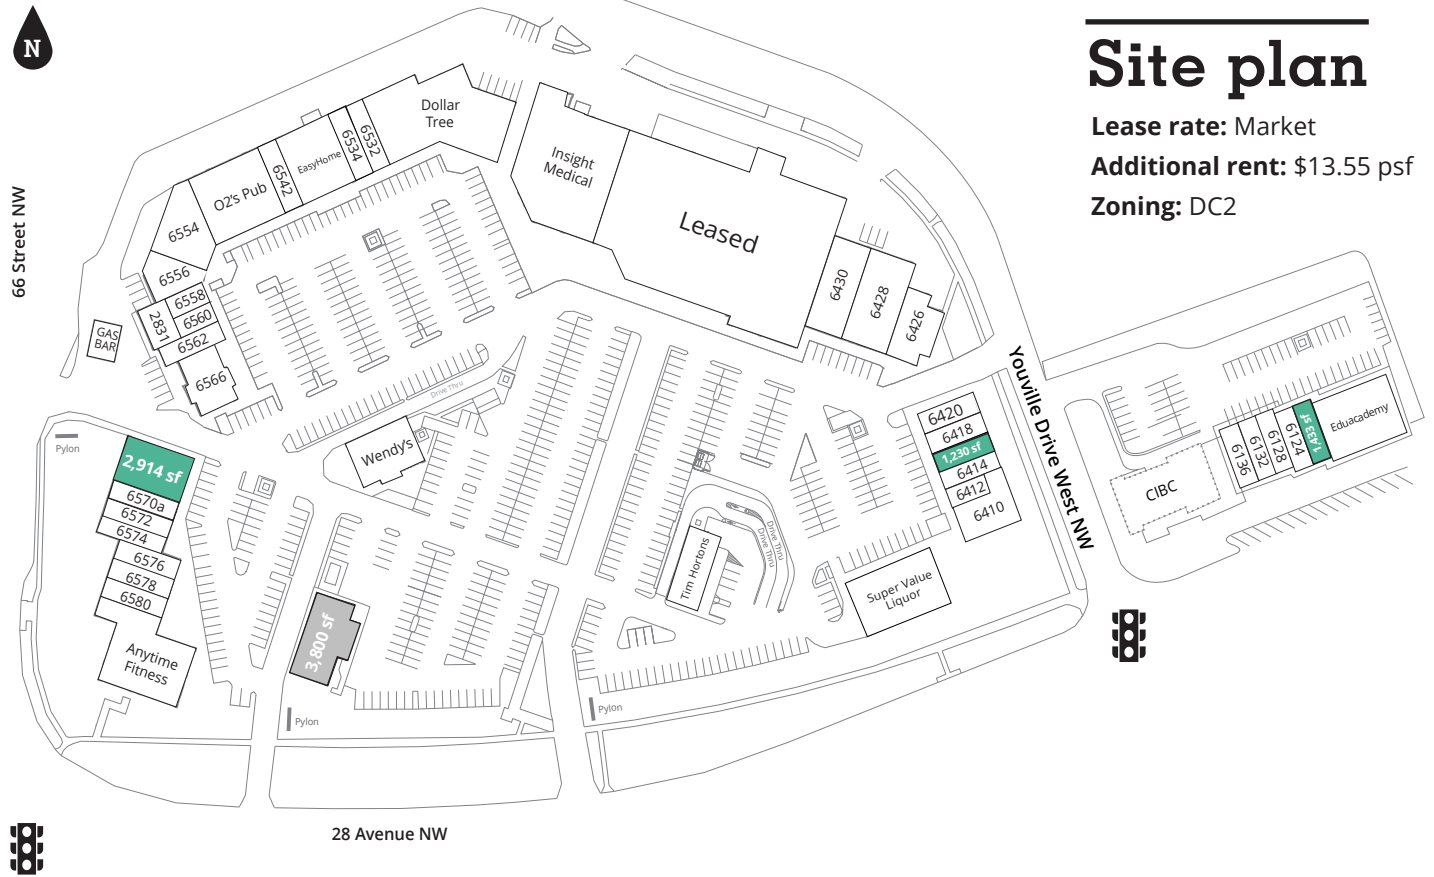 N
Site plan
Lease rate: Market
Additional rent: $13.55 psf
Zoning: DC2
66 Street NW
Dollar
Tree
6532
6534
EasyHome
6542
O2's Pub
6554
6556
6558
6560
2831
6562
6566
GAS
BAR
Insight
Medical
Leased
6430
6428
6426
Youville Drive West NW
Drive Thru
Wendy's
Pylon
2,914 sf
6570a
6572
6574
6576
6578
6580
Anytime
Fitness
3,800 sf
Pylon
Pylon
Tim Hortons
Drive Thru
Drive Thru
6420
6418
1,230 sf
6414
6412
6410
Super Value
Liquor
CIBC
6136
6132
6128
6124
1,433 sf
Eduacademy
28 Avenue NW